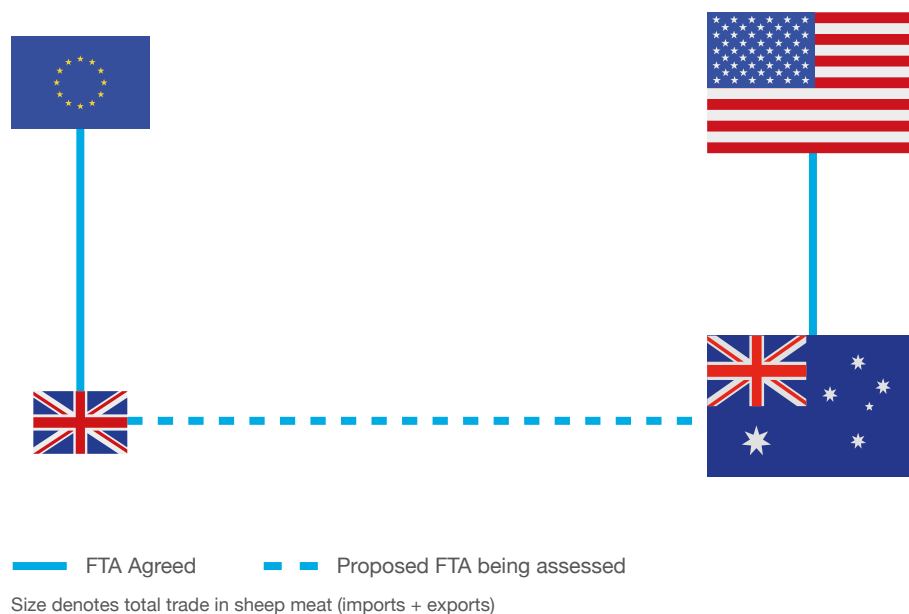 FTA Agreed
Proposed FTA being assessed
Size denotes total trade in sheep meat (imports + exports)